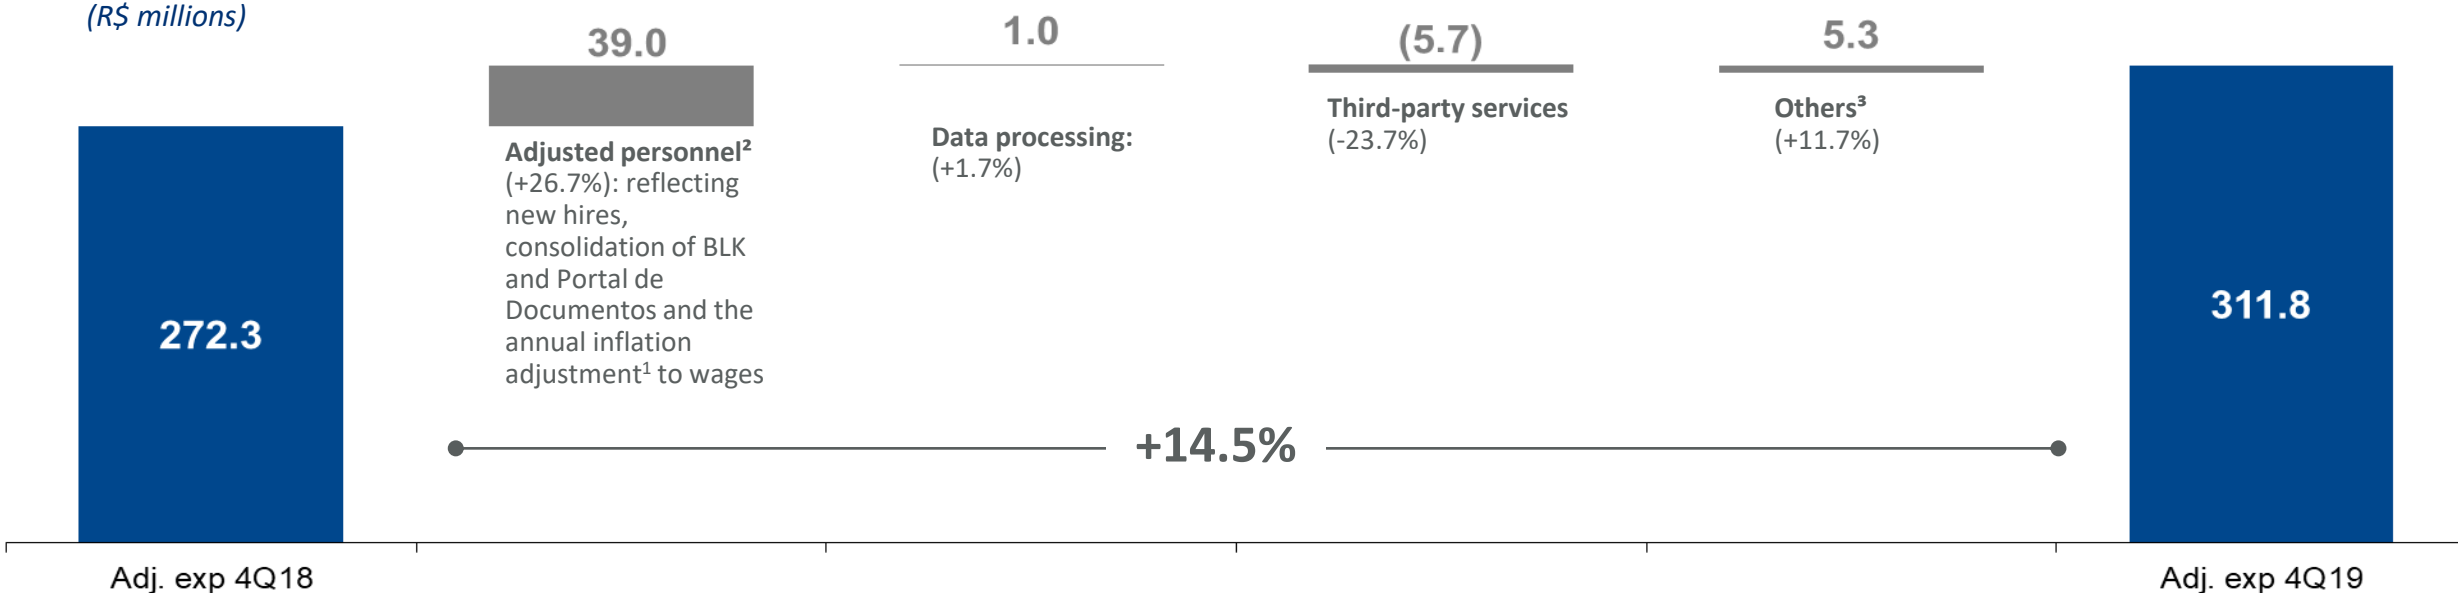 (R$ millions)
39.0
1.0
(5.7)
5.3
Adjusted personnel²
(+26.7%): reflecting
new hires,
consolidation of BLK
and Portal de
Documentos and the
annual inflation
adjustment¹ to wages
Data processing:
(+1.7%)
Third-party services
(-23.7%)
Others³
(+11.7%)
272.3
311.8
+14.5%
Adj. exp 4Q18
Adj. exp 4Q19